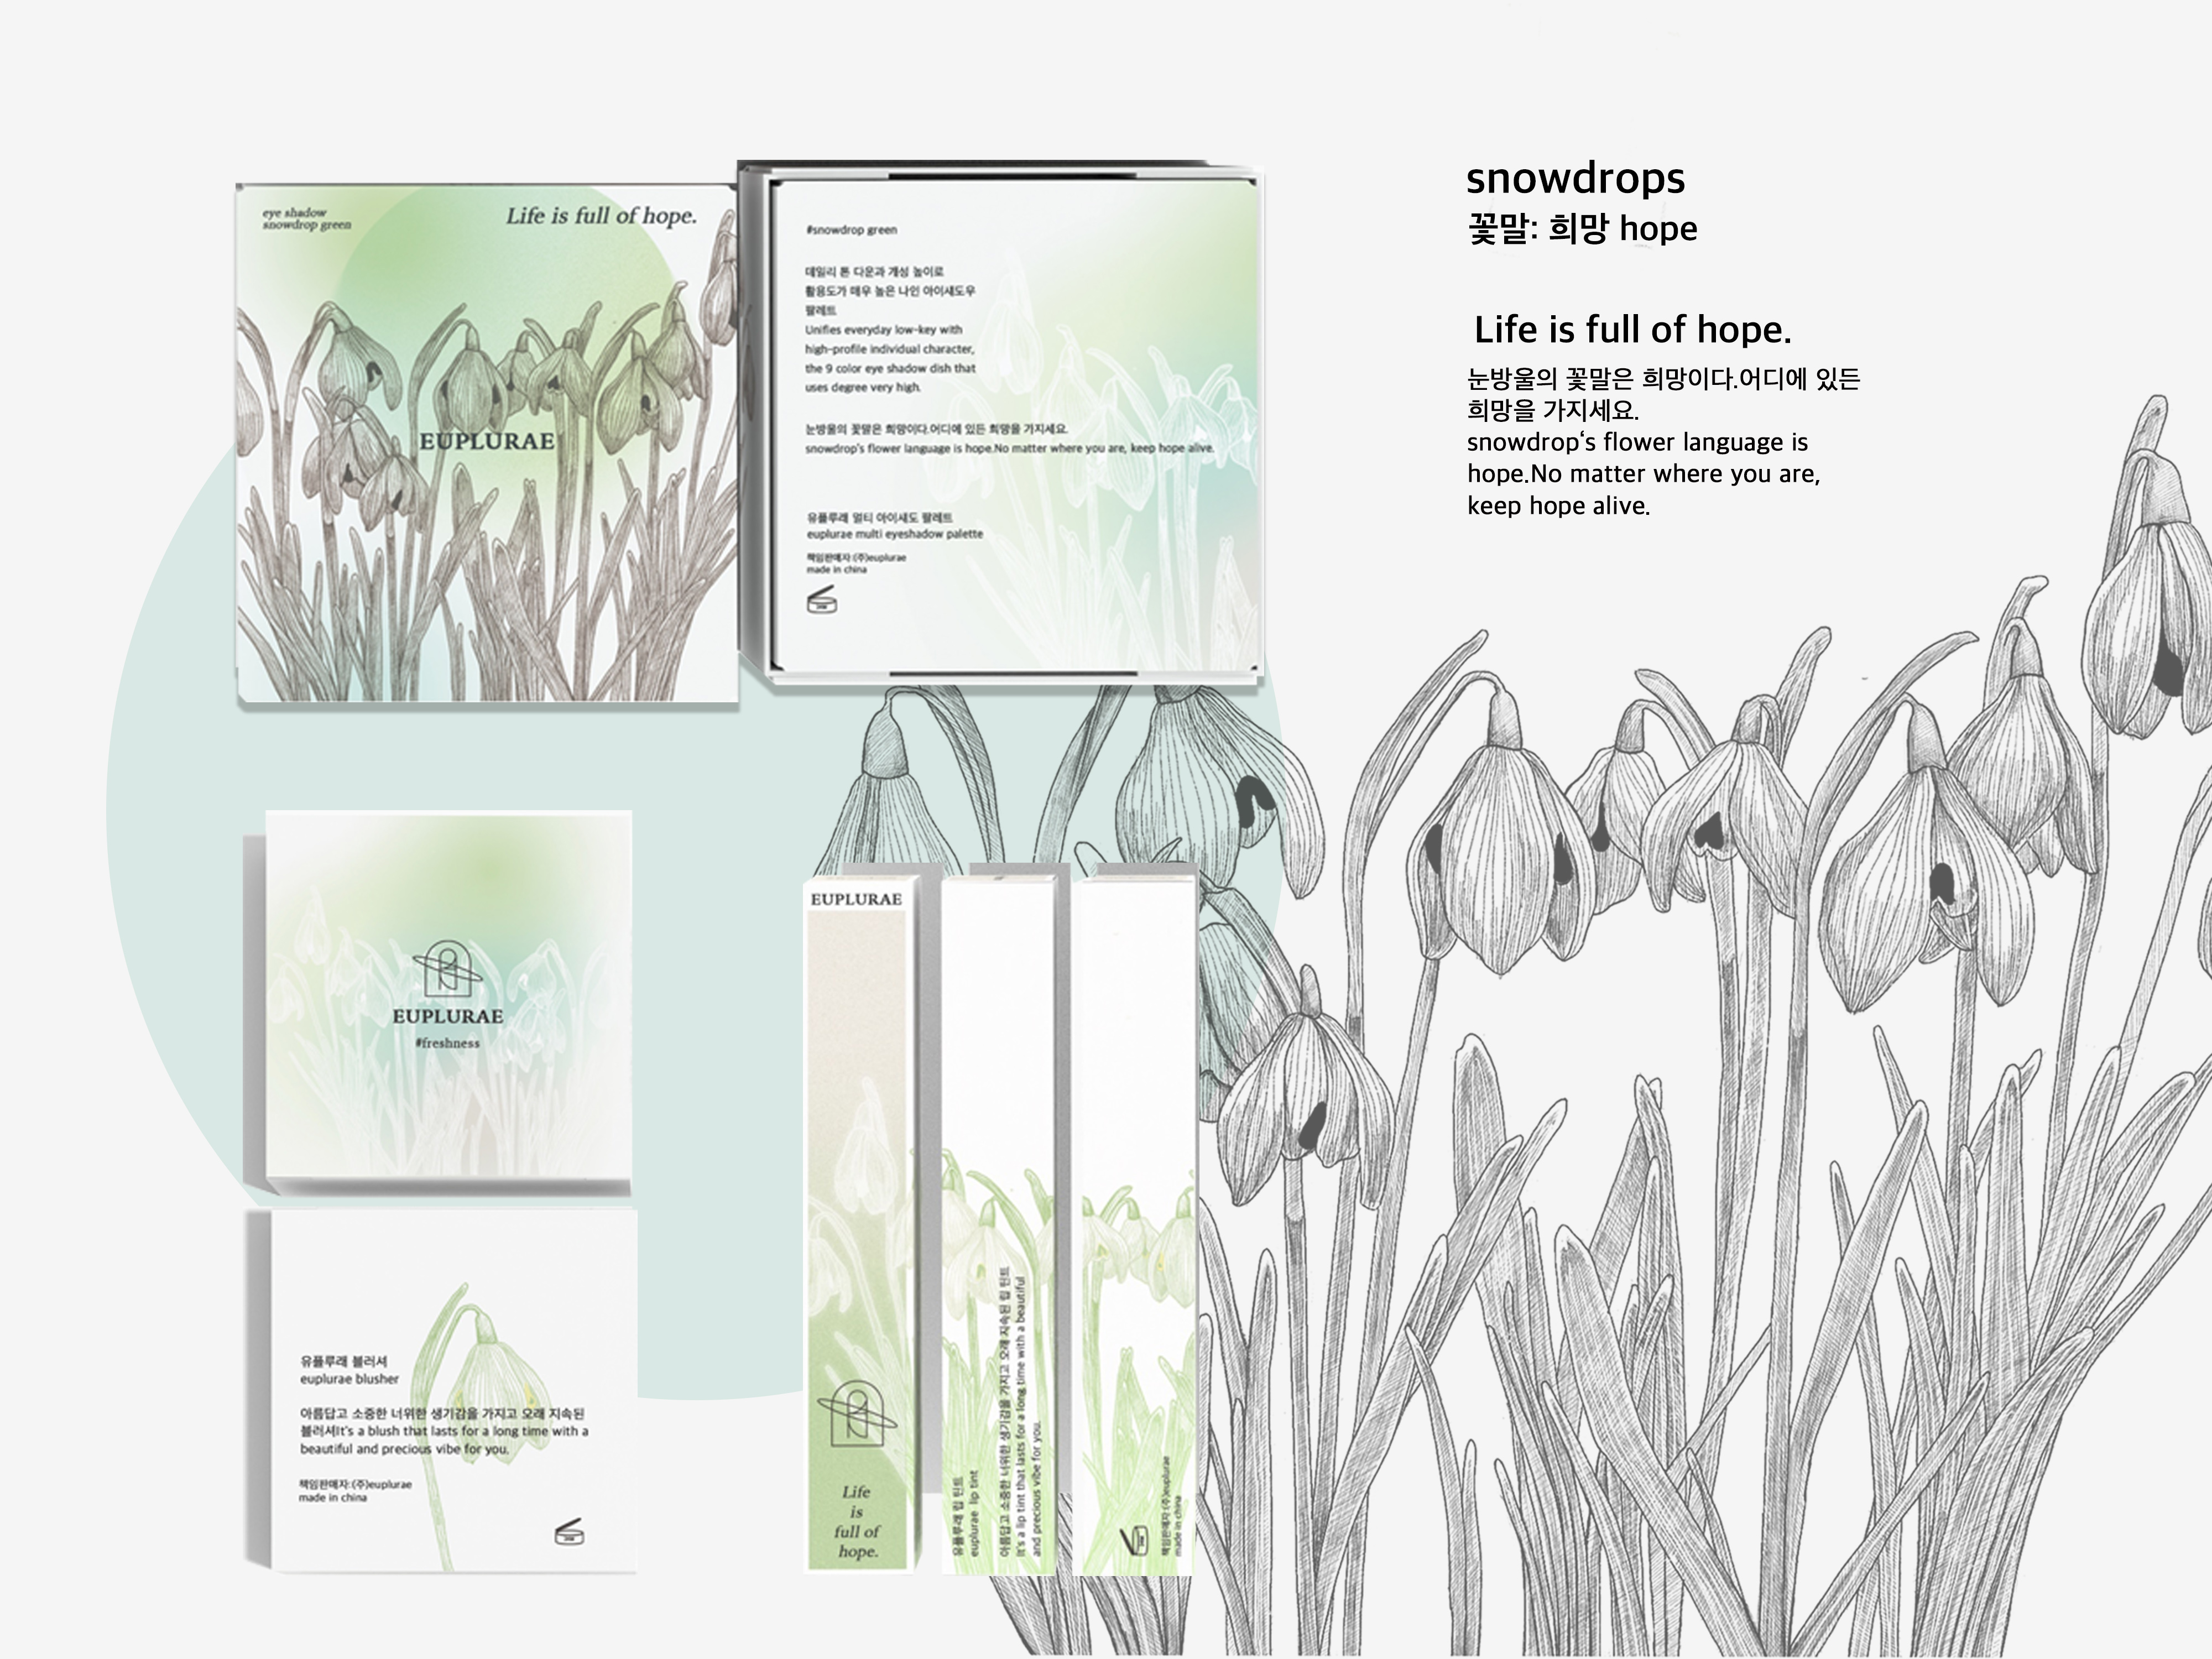 eye shadow
snowdrop green
Life is full of hope.
EUPLURAE
#snowdrop green
데일리 톤 다운과 개성 높이로
활용도가 매우 높은 나인 아이섀도우
팔레트
Unifies everyday low-key with
high-profile individual character,
the 9 color eye shadow dish that
uses degree very high.
눈방울의 꽃말은 희망이다.어디에 있든 희망을 가지세요.
snowdrop's flower language is hope.No matter where you are, keep hope alive.
유플루래 멀티 아이섀도 팔레트
euplurae multi eyeshadow palette
책임판매자:(주)euplurae
made in china
snowdrops
꽃말: 희망 hope
Life is full of hope.
눈방울의 꽃말은 희망이다.어디에 있든
희망을 가지세요.
snowdrop‘s flower language is
hope.No matter where you are,
keep hope alive.
EUPLURAE
#freshness
유플루래 블러셔
euplurae blusher
아름답고 소중한 너위한 생기감을 가지고 오래 지속된
블러셔It's a blush that lasts for a long time with a
beautiful and precious vibe for you.
책임판매자:(주)euplurae
made in china
EUPLURAE
Life
is
full of
hope.
유플루래 립 틴트
euplurae lip tint
아름답고 소중한 너위한 생기감을 가지고 오래 지속된 립 틴트
It's a lip tint that lasts for a long time with a beautiful
and precious vibe for you.
책임판매자:(주)euplurae
made in china